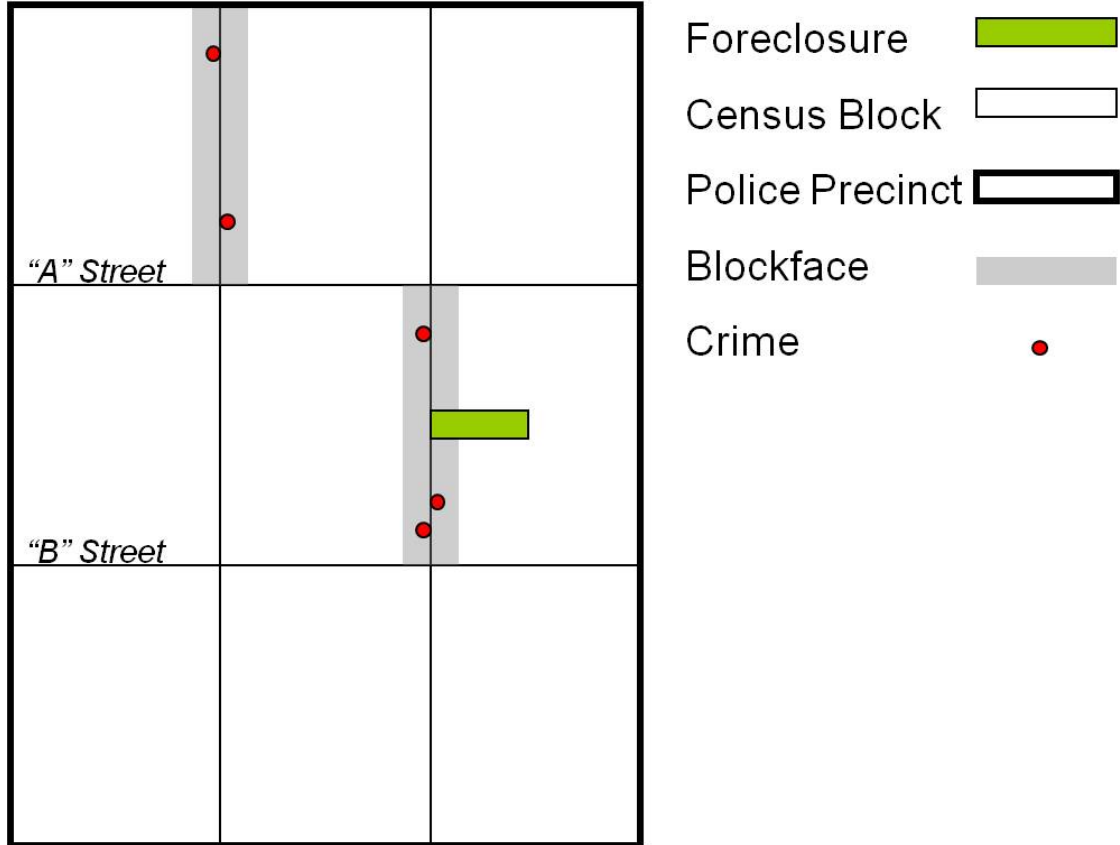 Foreclosure
Census Block
Police Precinct
Blockface
Crime
“A” Street
“B” Street